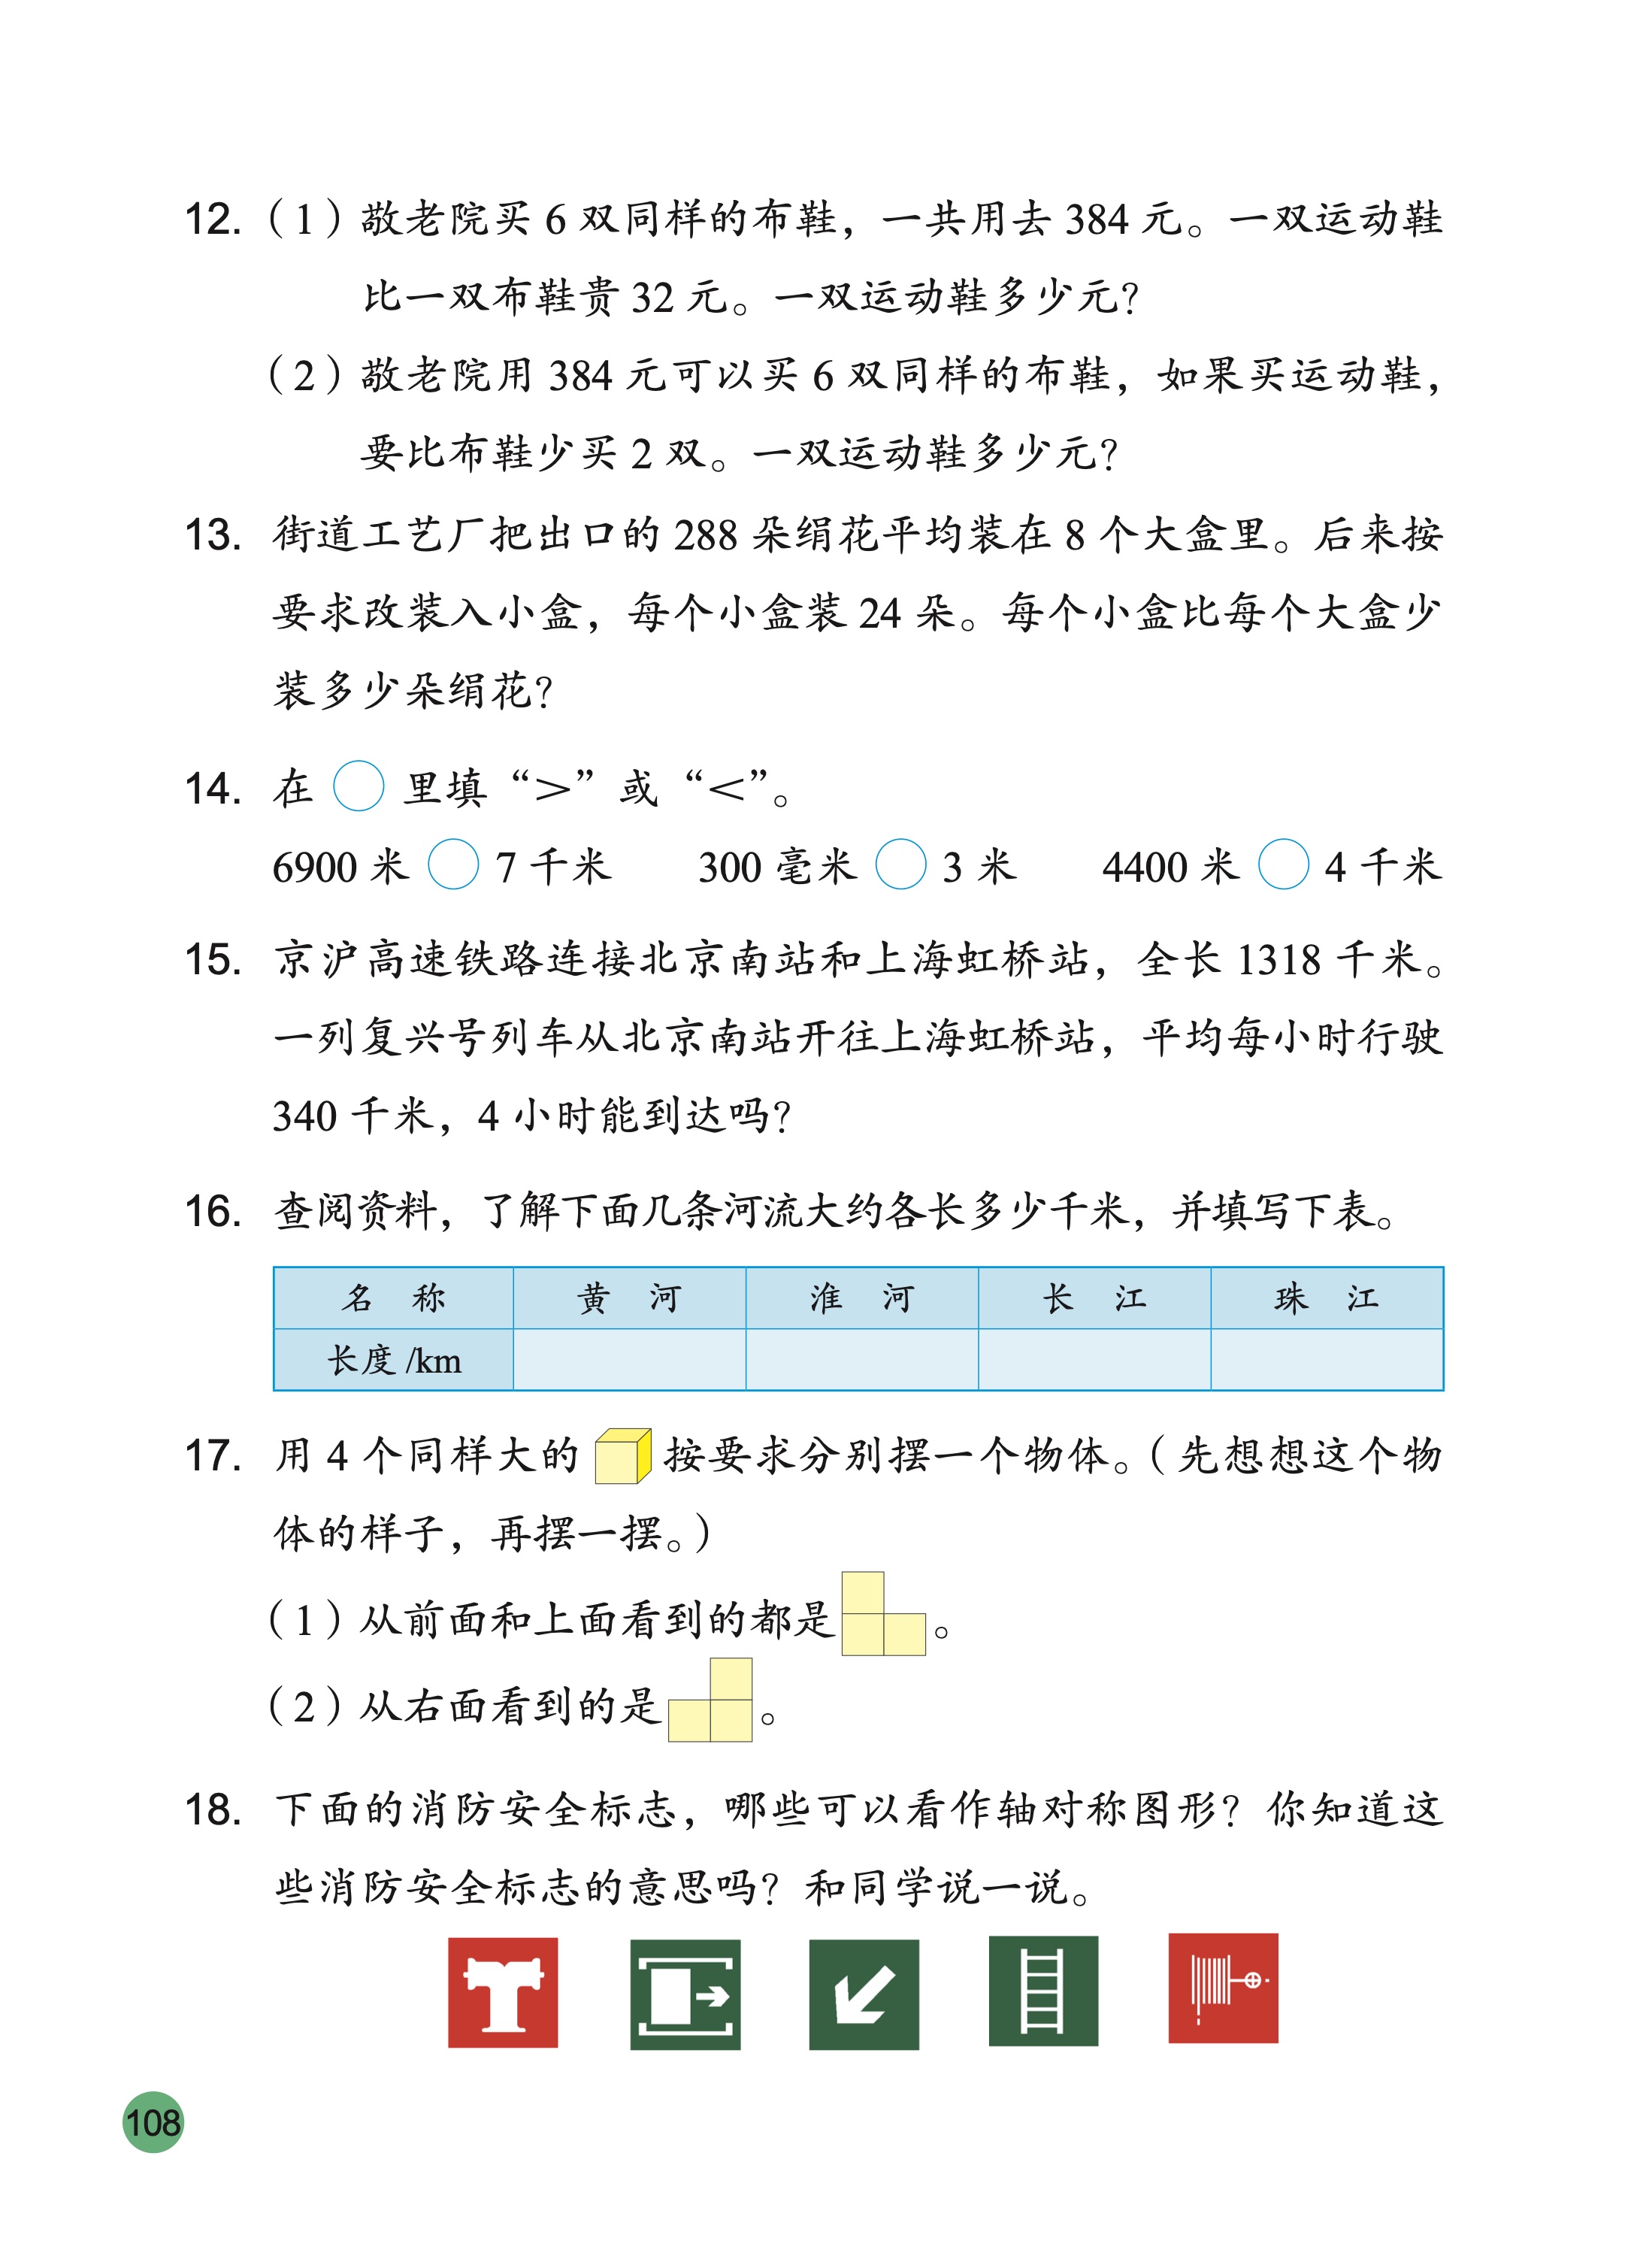 12.（1）敬老院买 6 双同样的布鞋，一共用去 384 元。一双运动鞋
比一双布鞋贵 32 元。一双运动鞋多少元？
（2）敬老院用 384 元可以买 6 双同样的布鞋，如果买运动鞋，
要比布鞋少买 2 双。一双运动鞋多少元？
13. 街道工艺厂把出口的 288 朵绢花平均装在 8 个大盒里。后来按
要求改装入小盒，每个小盒装 24 朵。每个小盒比每个大盒少
装多少朵绢花？
14. 在 里填“＞”或“＜”。
6900 米 7 千米 300 毫米 3 米 4400 米 4 千米
15. 京沪高速铁路连接北京南站和上海虹桥站，全长 1318 千米。
一列复兴号列车从北京南站开往上海虹桥站，平均每小时行驶
340 千米，4 小时能到达吗？
16. 查阅资料，了解下面几条河流大约各长多少千米，并填写下表。
名 称 黄 河 淮 河 长 江 珠 江
长度 /km
17. 用 4 个同样大的 按要求分别摆一个物体。（先想想这个物
体的样子，再摆一摆。）
（1）从前面和上面看到的都是 。
（2）从右面看到的是 。
18. 下面的消防安全标志，哪些可以看作轴对称图形？你知道这
些消防安全标志的意思吗？和同学说一说。
108